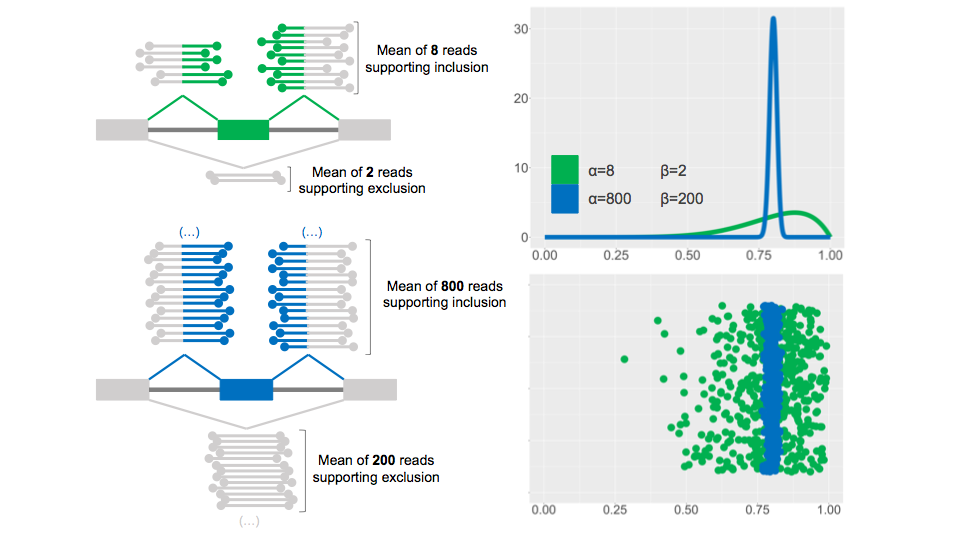 Mean of 8 reads
supporting inclusion
Mean of 2 reads
supporting exclusion
(...)
(...)
Mean of 800 reads
supporting inclusion
Mean of 200 reads
supporting exclusion
(...)
30
20
10
0
α=8 β=2
α=800 β=200
0.00 0.25 0.50 0.75 1.00
0.00 0.25 0.50 0.75 1.00